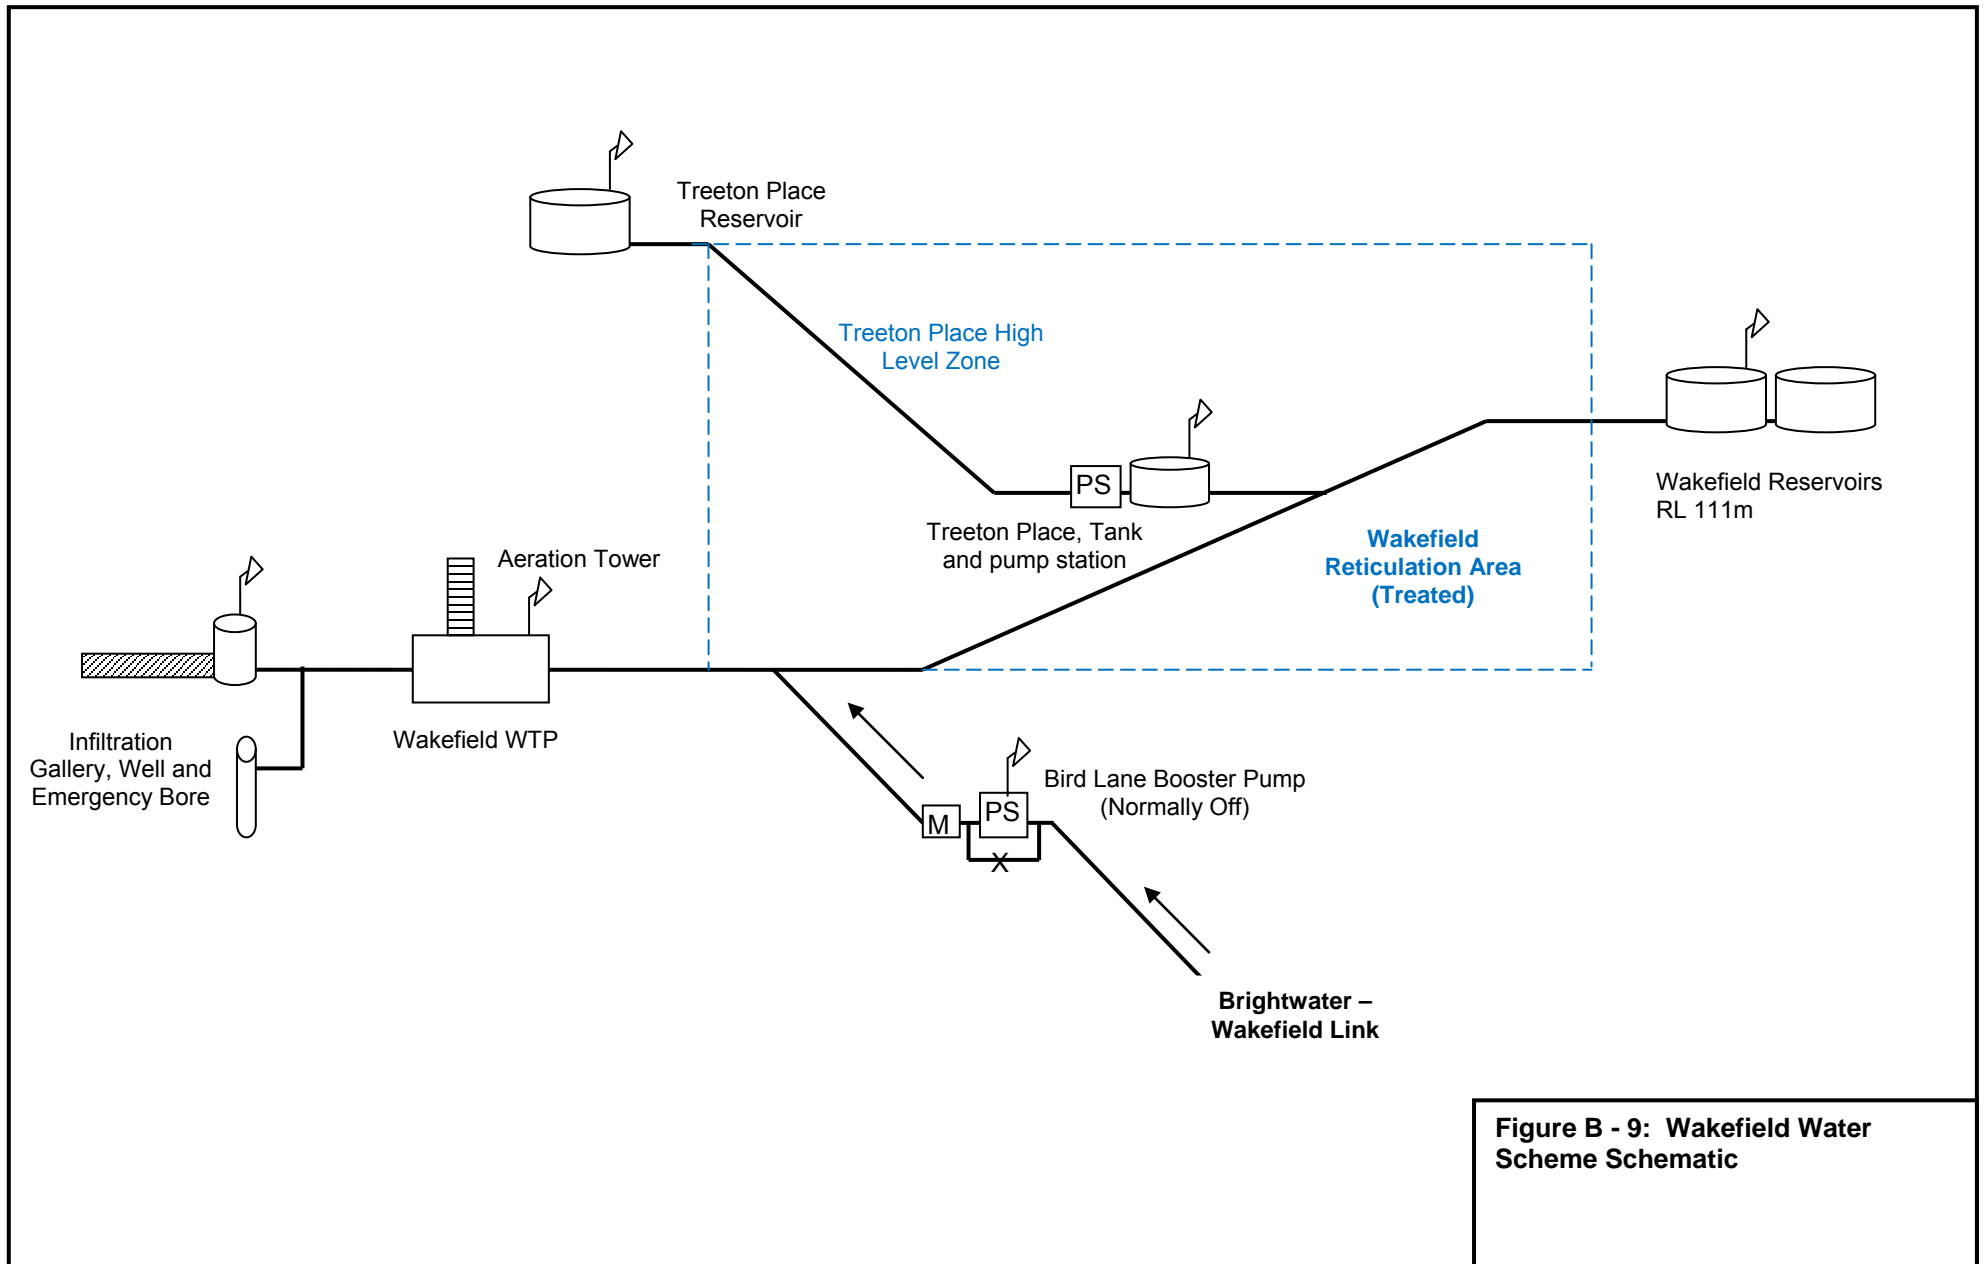 Treeton Place
Reservoir
Treeton Place High
Level Zone
PS
Treeton Place, Tank
and pump station
Wakefield Reservoirs
RL 111m
Wakefield
Reticulation Area
(Treated)
Aeration Tower
Infiltration
Gallery, Well and
Emergency Bore
Wakefield WTP
Bird Lane Booster Pump
(Normally Off)
M
PS
X
Brightwater –
Wakefield Link
Figure B - 9: Wakefield Water
Scheme Schematic